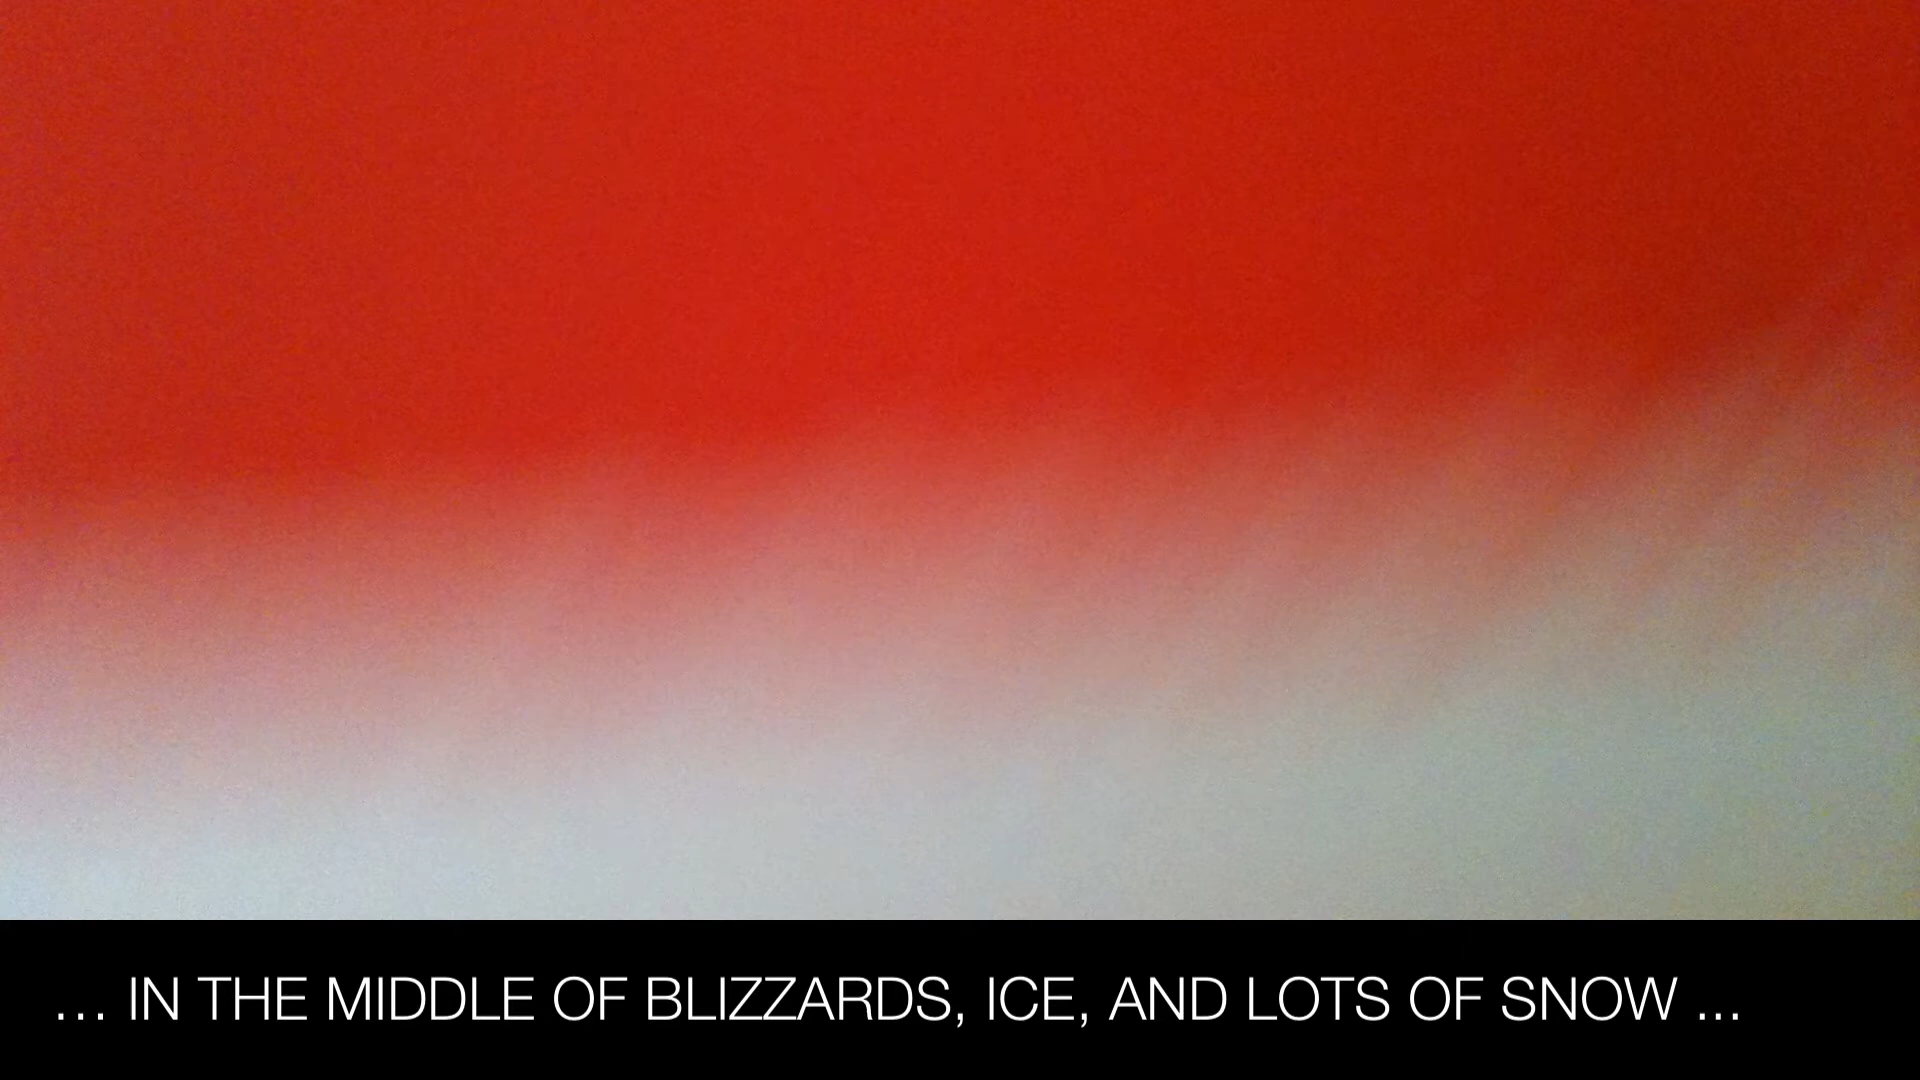 … IN THE MIDDLE OF BLIZZARDS, ICE, AND LOTS OF SNOW ...